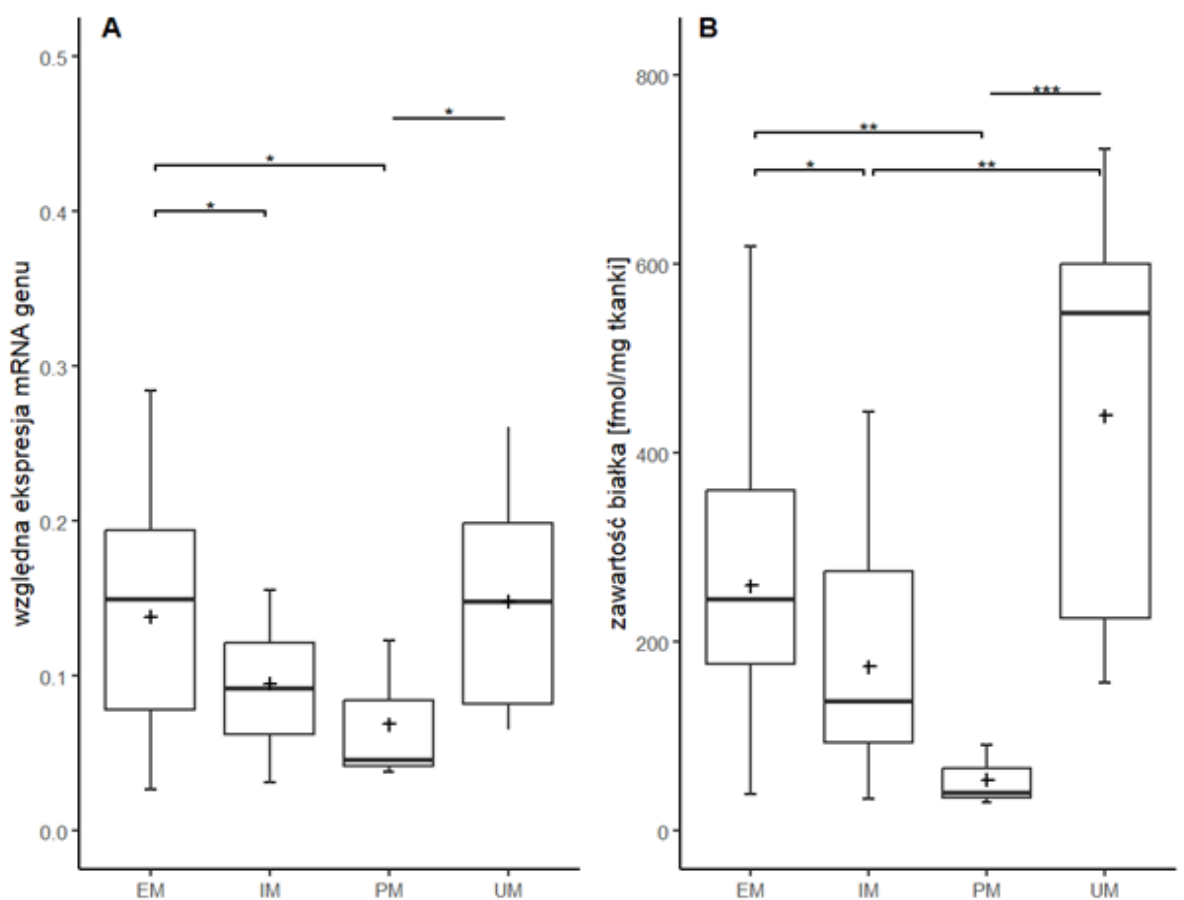 A
względna ekspresja mRNA genu
0.5
0.4
0.3
0.2
0.1
0.0
*
*
*
EM IM PM UM
B
zawartość białka [fmol/mg tkanki]
800
600
400
200
0
***
**
* **
EM IM PM UM